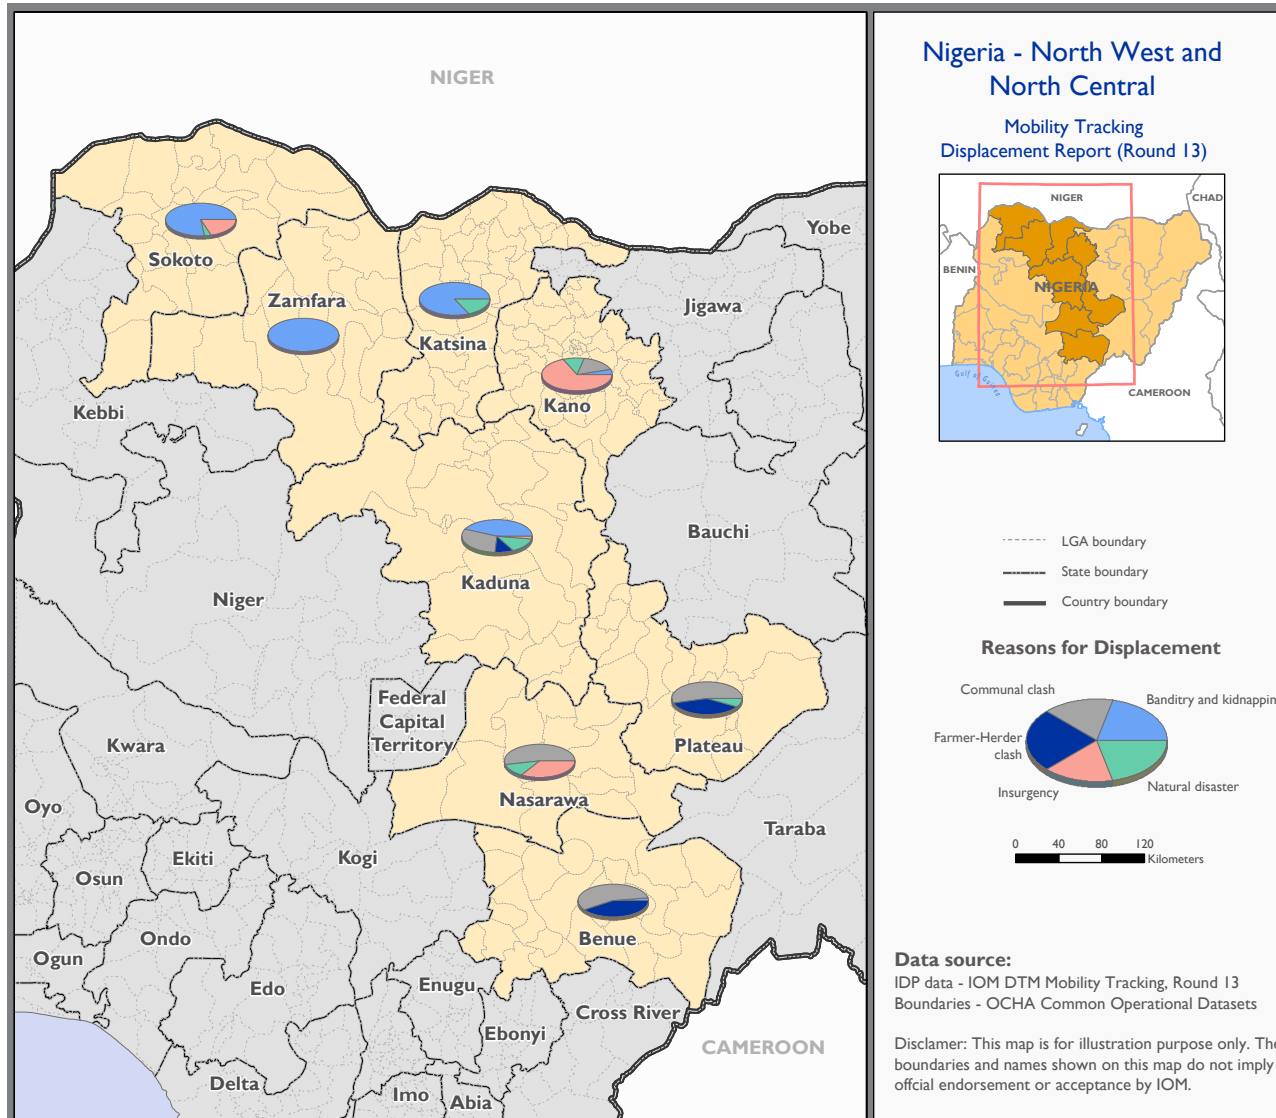 NIGER
Yobe
Sokoto
Zamfara
Jigawa
Katsina
Kano
Kebbi
Bauchi
Kaduna
Niger
Federal
Capital
Territory
Plateau
Kwara
Nasarawa
Oyo
Taraba
Ekiti
Kogi
Osun
Benue
Ondo
Ogun
Edo
Enugu
Cross River
Ebonyi
CAMEROON
Delta
Imo
Abia
Nigeria - North West and
North Central
Mobility Tracking
Displacement Report (Round 13)
NIGER
CHAD
BENIN
NIGERIA
Gulf of Guinea
CAMEROON
LGA boundary
State boundary
Country boundary
Reasons for Displacement
Communal clash
Banditry and kidnappin
Farmer-Herder
clash
Insurgency
Natural disaster
0 40 80 120
Kilometers
Data source:
IDP data - IOM DTM Mobility Tracking, Round 13
Boundaries - OCHA Common Operational Datasets
Disclamer: This map is for illustration purpose only. The
boundaries and names shown on this map do not imply
offcial endorsement or acceptance by IOM.